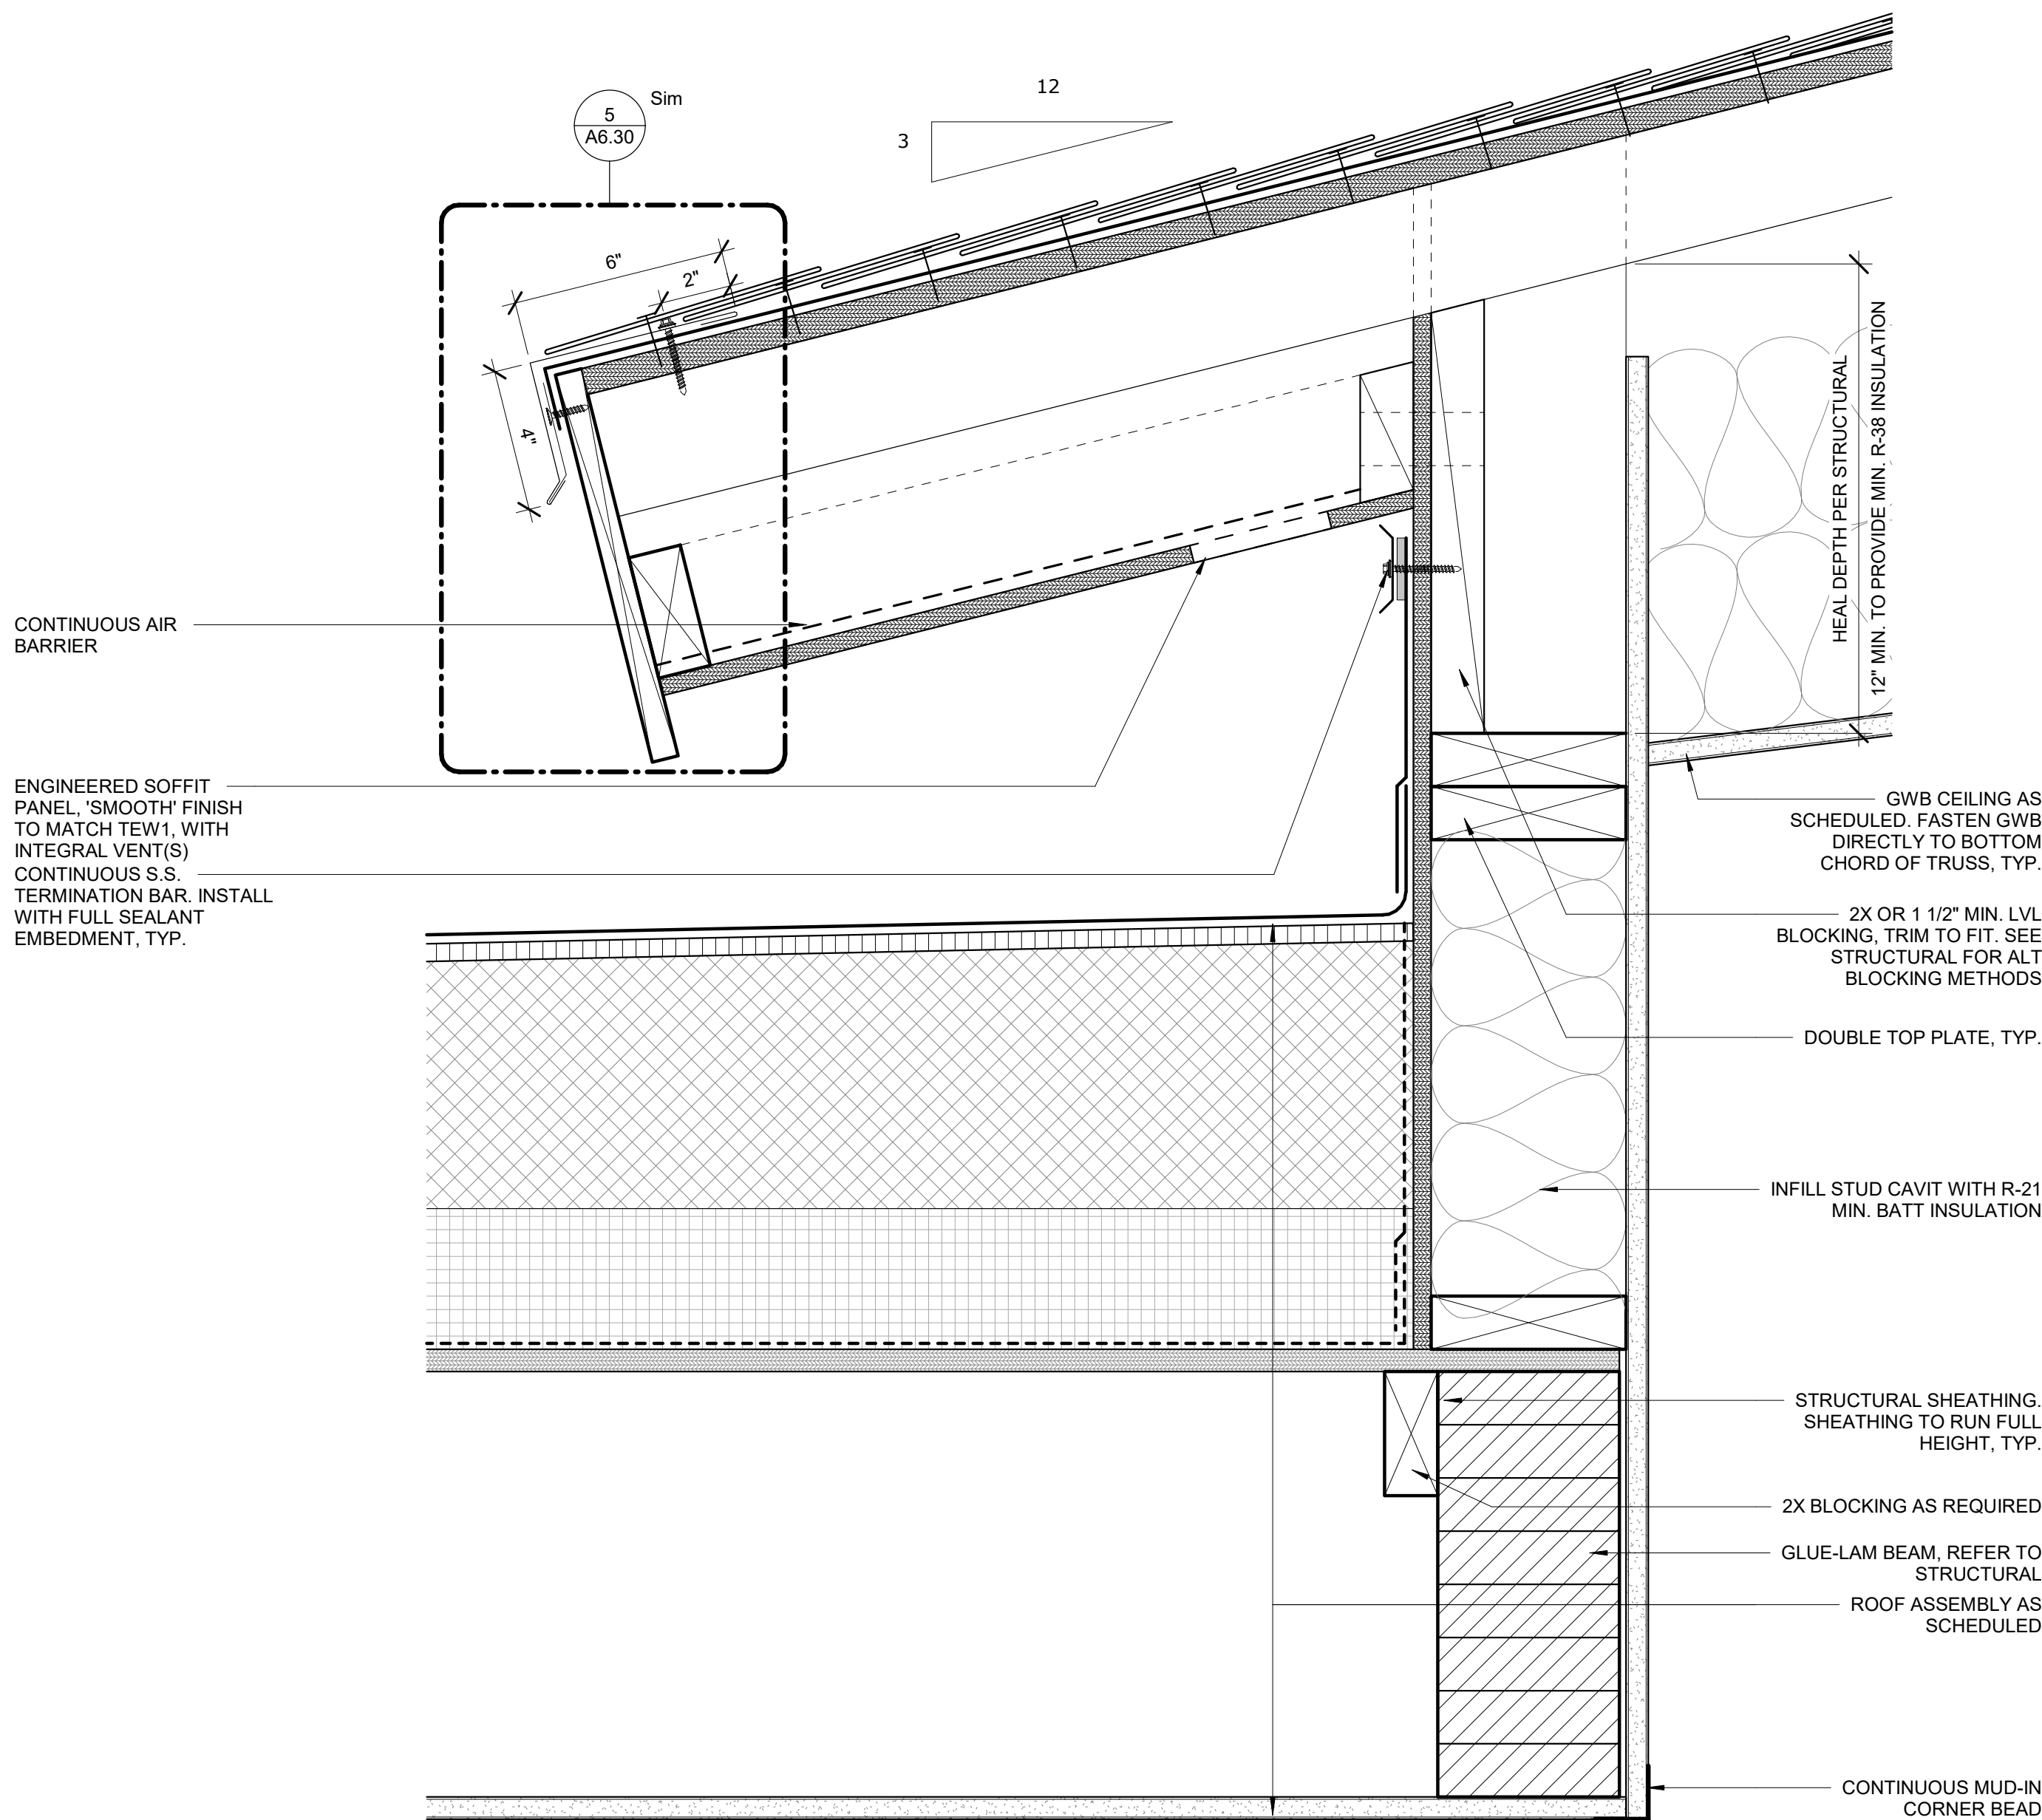 5
A6.30
Sim
12
3
6"
2"
4"
CONTINUOUS AIR
BARRIER
ENGINEERED SOFFIT
PANEL, 'SMOOTH' FINISH
TO MATCH TEW1, WITH
INTEGRAL VENT(S)
CONTINUOUS S.S.
TERMINATION BAR. INSTALL
WITH FULL SEALANT
EMBEDMENT, TYP.
HEAL DEPTH PER STRUCTURAL
12" MIN. TO PROVIDE MIN. R-38 INSULATION
GWB CEILING AS
SCHEDULED. FASTEN GWB
DIRECTLY TO BOTTOM
CHORD OF TRUSS, TYP.
2X OR 1 1/2" MIN. LVL
BLOCKING, TRIM TO FIT. SEE
STRUCTURAL FOR ALT
BLOCKING METHODS
DOUBLE TOP PLATE, TYP.
INFILL STUD CAVIT WITH R-21
MIN. BATT INSULATION
STRUCTURAL SHEATHING.
SHEATHING TO RUN FULL
HEIGHT, TYP.
2X BLOCKING AS REQUIRED
GLUE-LAM BEAM, REFER TO
STRUCTURAL
ROOF ASSEMBLY AS
SCHEDULED
CONTINUOUS MUD-IN
CORNER BEAD